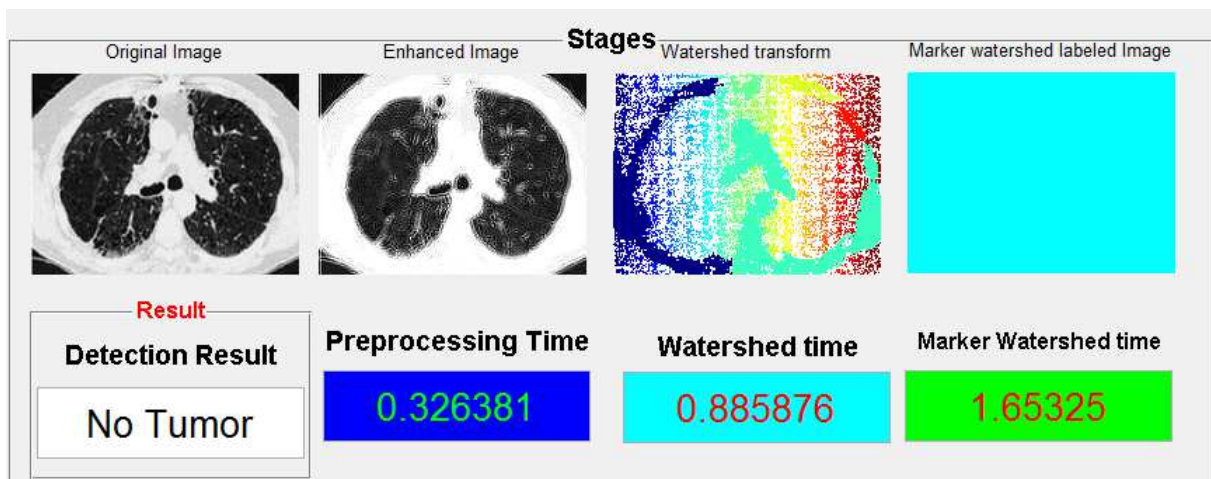 Stages
Original Image
Enhanced Image
Watershed transform
Marker watershed labeled Image
Result
Detection Result
No Tumor
Preprocessing Time
0.326381
Watershed time
0.885876
Marker Watershed time
1.65325